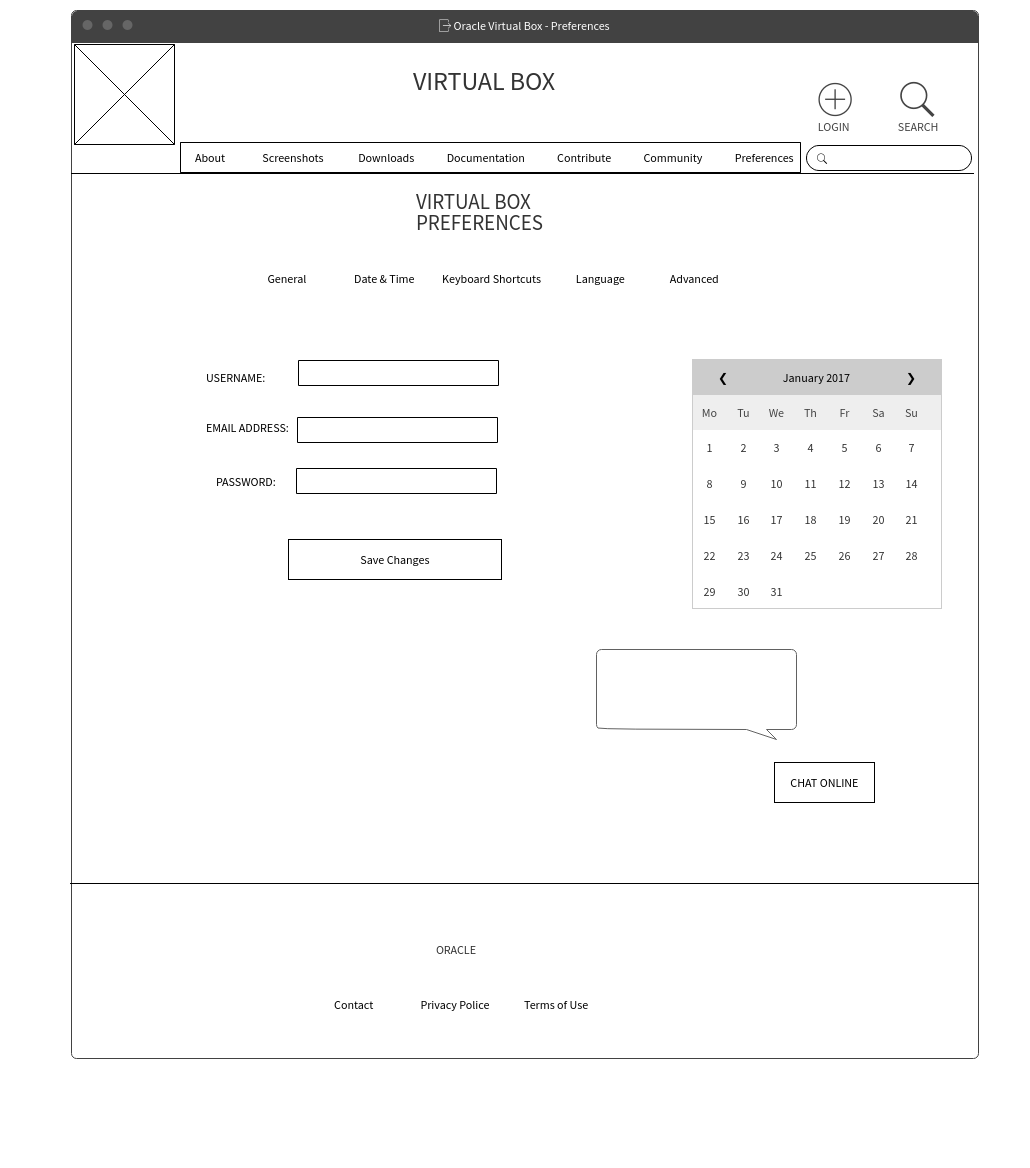 Oracle Virtual Box - Preferences
VIRTUAL BOX
LOGIN
SEARCH
About Screenshots Downloads Documentation Contribute Community Preferences
VIRTUAL BOX
PREFERENCES
General Date & Time Keyboard Shortcuts Language Advanced
USERNAME:
EMAIL ADDRESS:
PASSWORD:
Save Changes
❮ January 2017 ❯
Mo Tu We Th Fr Sa Su
1 2 3 4 5 6 7
8 9 10 11 12 13 14
15 16 17 18 19 20 21
22 23 24 25 26 27 28
29 30 31
CHAT ONLINE
ORACLE
Contact Privacy Police Terms of Use